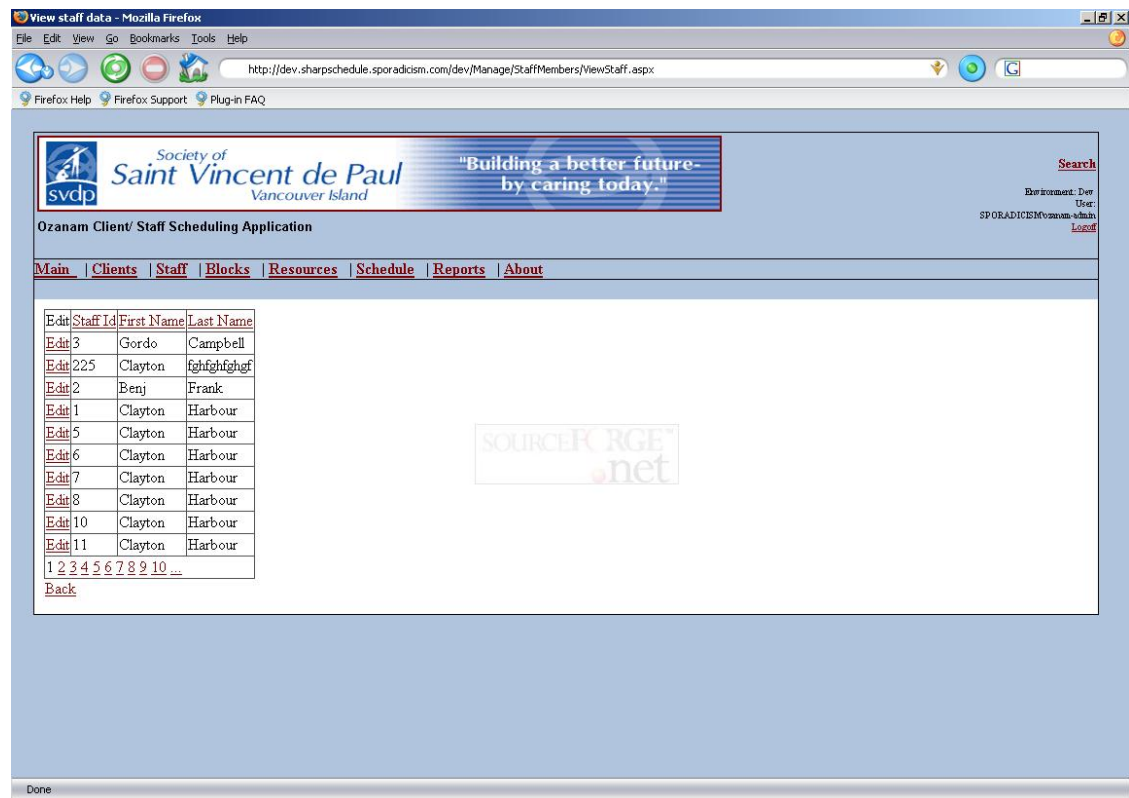 View staff data - Mozilla Firefox
File Edit View Go Bookmarks Tools Help
http://dev.sharpschedule.sporadicism.com/dev/Manage/StaffMembers/ViewStaff.aspx
G
Firefox Help Firefox Support Plug-in FAQ
svdp
Society of
Saint Vincent de Paul
Vancouver Island
"Building a better future-
by caring today."
Search
Environment: Dev
User:
SPORADICISM\ozanam-admin
Logoff
Ozanam Client/ Staff Scheduling Application
Main | Clients | Staff | Blocks | Resources | Schedule | Reports | About
Edit Staff Id First Name Last Name
Edit 3 Gordo Campbell
Edit 225 Clayton fghfghfghgf
Edit 2 Benj Frank
Edit 1 Clayton Harbour
Edit 5 Clayton Harbour
Edit 6 Clayton Harbour
Edit 7 Clayton Harbour
Edit 8 Clayton Harbour
Edit 10 Clayton Harbour
Edit 11 Clayton Harbour
1 2 3 4 5 6 7 8 9 10 ...
Back
SOURCEFORGE™
.net
Done